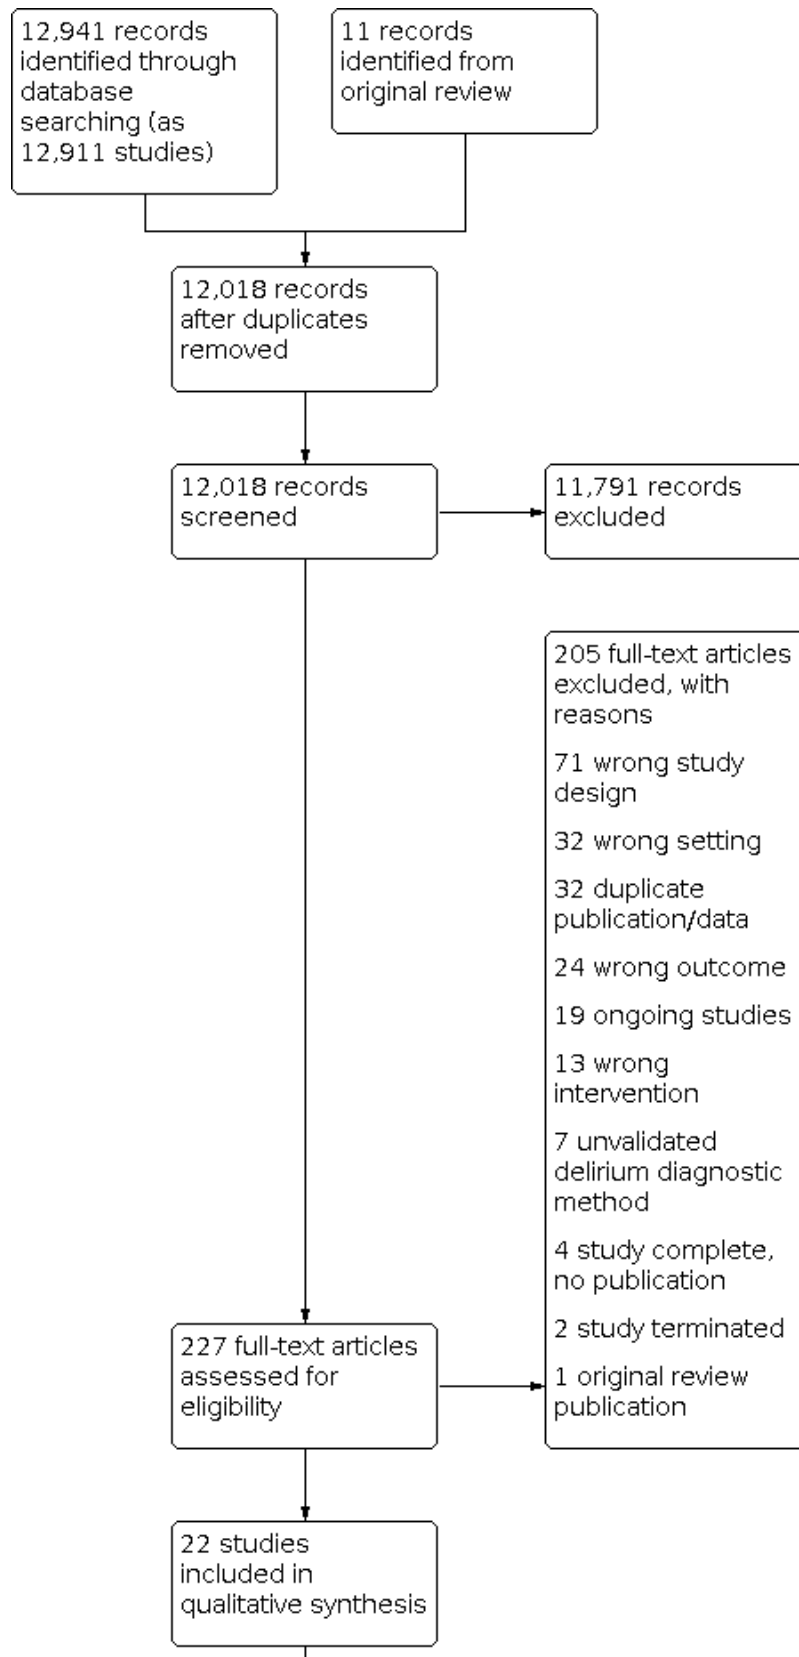 12,941 records
identified through
database
searching (as
12,911 studies)
11 records
identified from
original review
12,018 records
after duplicates
removed
12,018 records
screened
11,791 records
excluded
205 full-text articles
excluded, with
reasons
71 wrong study
design
32 wrong setting
32 duplicate
publication/data
24 wrong outcome
19 ongoing studies
13 wrong
intervention
7 unvalidated
delirium diagnostic
method
4 study complete,
no publication
2 study terminated
1 original review
publication
227 full-text articles
assessed for
eligibility
22 studies
included in
qualitative synthesis